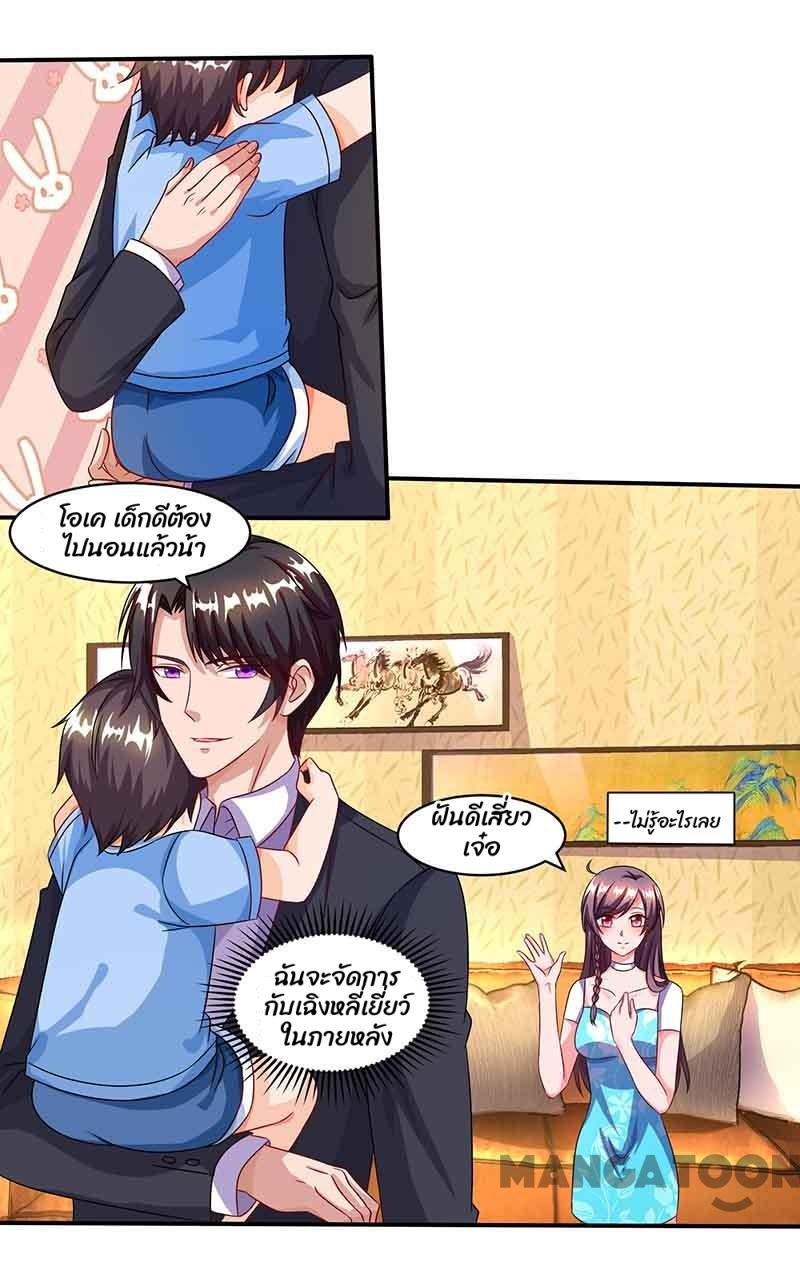 โอเค เด็กดีต้อง
ไปนอนแล้วน้า
ฝันดีเสี่ยว
เจ๋อ
--ไม่รู้อะไรเลย
ฉันจะจัดการ
กับเฉิงหลี่เยี่ยว์
ในภายหลัง
MANGATOON